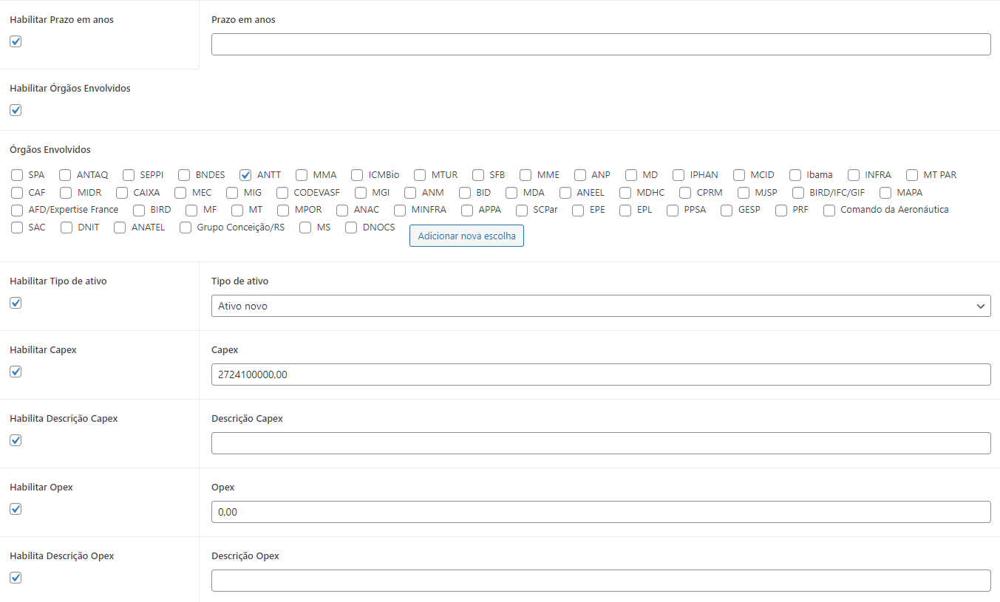 Habilitar Prazo em anos
Prazo em anos
Habilitar Órgãos Envolvidos
Órgãos Envolvidos
SPA ANTAQ SEPPI BNDES ANTT MMA ICMBio MTUR SFB MME ANP MD IPHAN MCID Ibama INFRA MT PAR
CAF MIDR CAIXA MEC MIG CODEVASF MGI ANM BID MDA ANEEL MDHC CPRM MJSP BIRD/IFC/GIF MAPA
AFD/Expertise France BIRD MF MT MPOR ANAC MINFRA APPA SCPar EPE EPL PPSA GESP PRF Comando da Aeronáutica
SAC DNIT ANATEL Grupo Conceição/RS MS DNOCS Adicionar nova escolha
Habilitar Tipo de ativo
Tipo de ativo
Ativo novo
Habilitar Capex
Capex
2724100000,00
Habilita Descrição Capex
Descrição Capex
Habilitar Opex
Opex
0,00
Habilita Descrição Opex
Descrição Opex